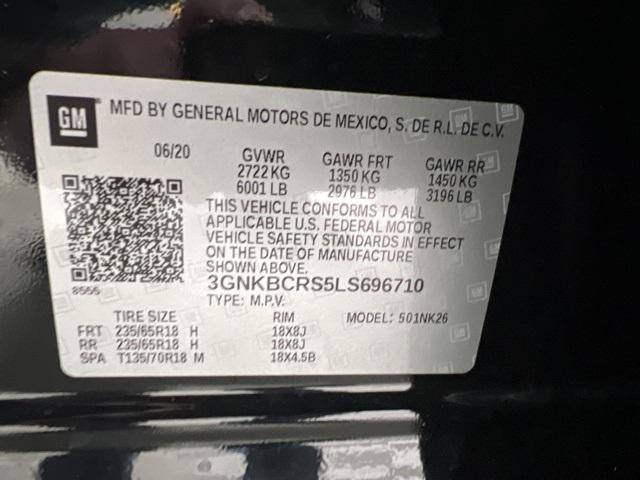 GM
MFD BY GENERAL MOTORS DE MEXICO, S. DE R.L. DE C.V.
06/20 GVWR GAWR FRT GAWR RR
2722 KG 1350 KG 1450 KG
6001 LB 2976 LB 3196 LB
THIS VEHICLE CONFORMS TO ALL
APPLICABLE U.S. FEDERAL MOTOR
VEHICLE SAFETY STANDARDS IN EFFECT
ON THE DATE OF MANUFACTURE
SHOWN ABOVE.
8555 3GNKBCRS5LS696710
TYPE: M.P.V.
TIRE SIZE RIM MODEL: 501NK26
FRT 235/65R18 H 18X8J
RR 235/65R18 H 18X8J
SPA T135/70R18 M 18X4.5B